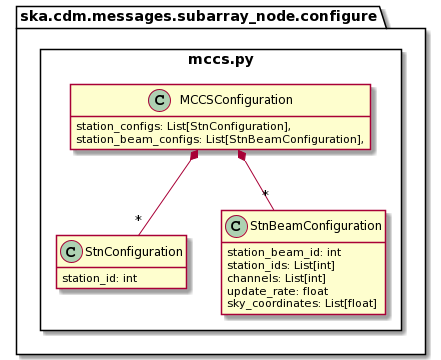 ska.cdm.messages.subarray_node.configure
mccs.py
C MCCSConfiguration
station_configs: List[StnConfiguration],
station_beam_configs: List[StnBeamConfiguration],
*
*
C StnConfiguration
station_id: int
C StnBeamConfiguration
station_beam_id: int
station_ids: List[int]
channels: List[int]
update_rate: float
sky_coordinates: List[float]